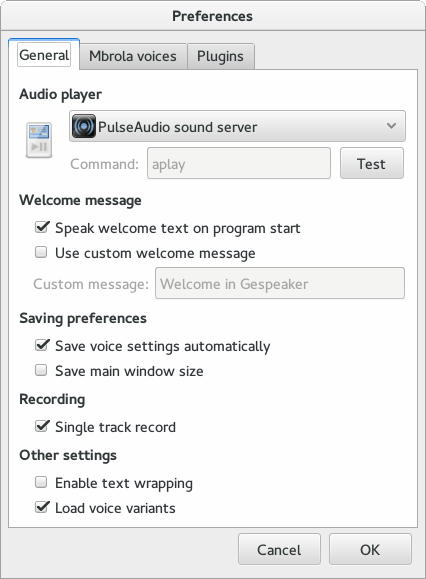 Preferences
General Mbrola voices Plugins
Audio player
PulseAudio sound server
Command: aplay Test
Welcome message
Speak welcome text on program start
Use custom welcome message
Custom message: Welcome in Gespeaker
Saving preferences
Save voice settings automatically
Save main window size
Recording
Single track record
Other settings
Enable text wrapping
Load voice variants
Cancel OK